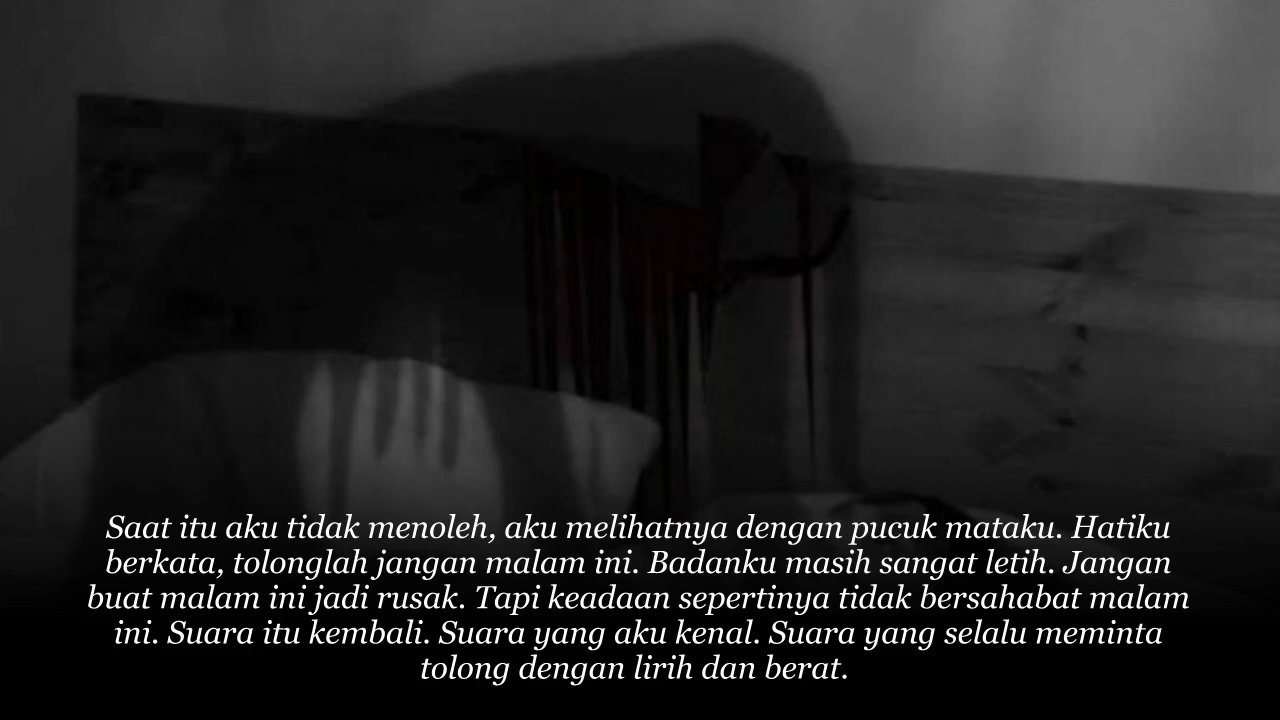 Saat itu aku tidak menoleh, aku melihatnya dengan pucuk mataku. Hatiku
berkata, tolonglah jangan malam ini. Badanku masih sangat letih. Jangan
buat malam ini jadi rusak. Tapi keadaan sepertinya tidak bersahabat malam
ini. Suara itu kembali. Suara yang aku kenal. Suara yang selalu meminta
tolong dengan lirih dan berat.